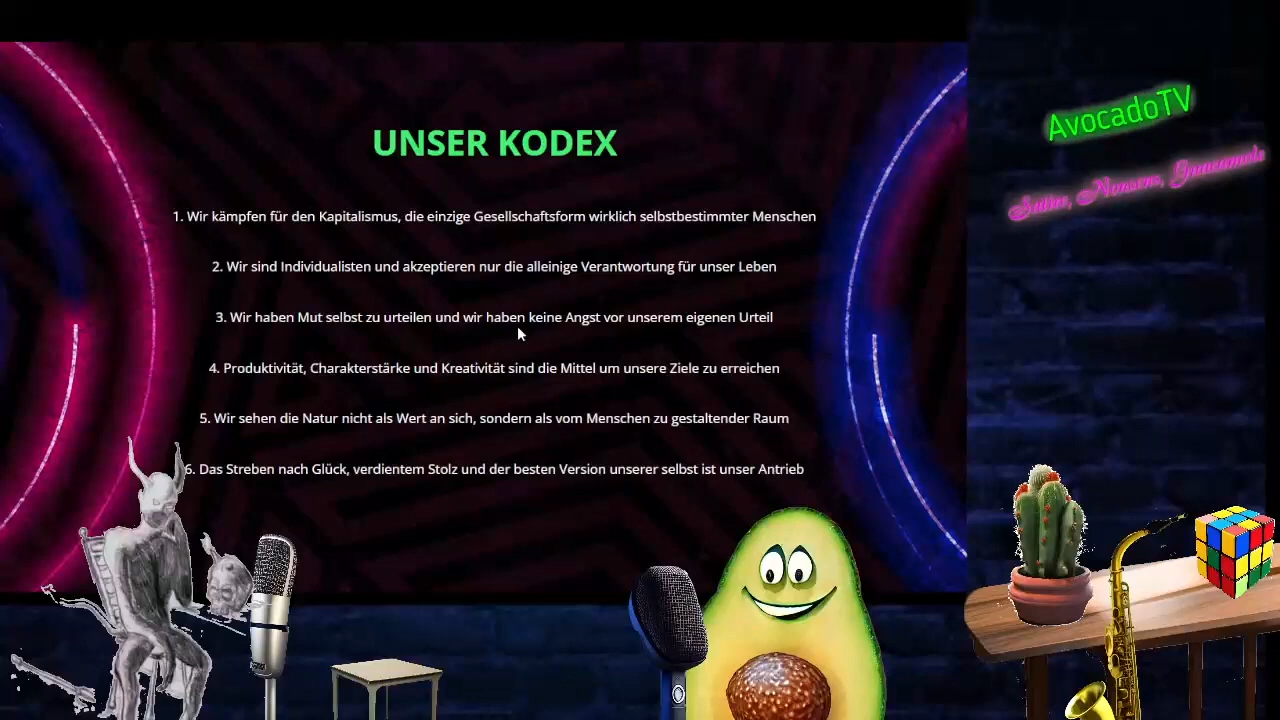 UNSER KODEX
1. Wir kämpfen für den Kapitalismus, die einzige Gesellschaftsform wirklich selbstbestimmter Menschen
2. Wir sind Individualisten und akzeptieren nur die alleinige Verantwortung für unser Leben
3. Wir haben Mut selbst zu urteilen und wir haben keine Angst vor unserem eigenen Urteil
4. Produktivität, Charakterstärke und Kreativität sind die Mittel um unsere Ziele zu erreichen
5. Wir sehen die Natur nicht als Wert an sich, sondern als vom Menschen zu gestaltender Raum
6. Das Streben nach Glück, verdientem Stolz und der besten Version unserer selbst ist unser Antrieb
AvocadoTV
Satire, Nonsens, Guacamole